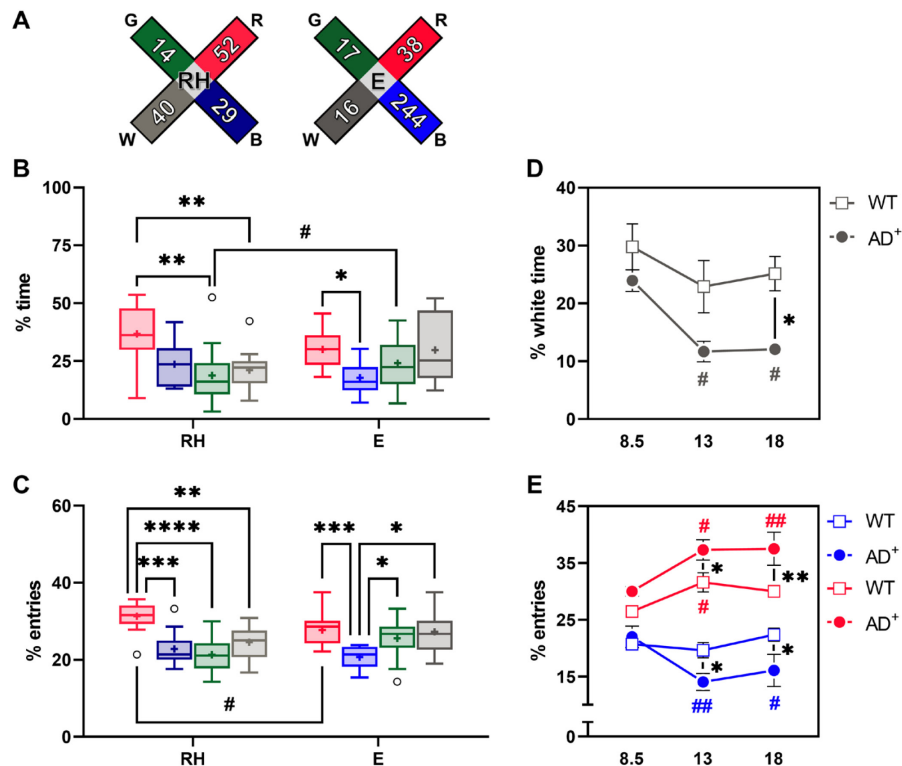 A
G
R
14
52
RH
40
29
W
B
G
R
17
38
E
16
244
W
B
B
% time
100
75
50
25
0
**
**
#
*
RH
E
C
% entries
60
40
20
0
**
****
***
***
*
*
#
RH
E
D
% white time
40
30
20
10
0
*
#
#
8.5
13
18
WT
AD+
E
% entries
45
35
25
15
0
#
##
*
**
#
*
*
##
#
8.5
13
18
WT
AD+
WT
AD+